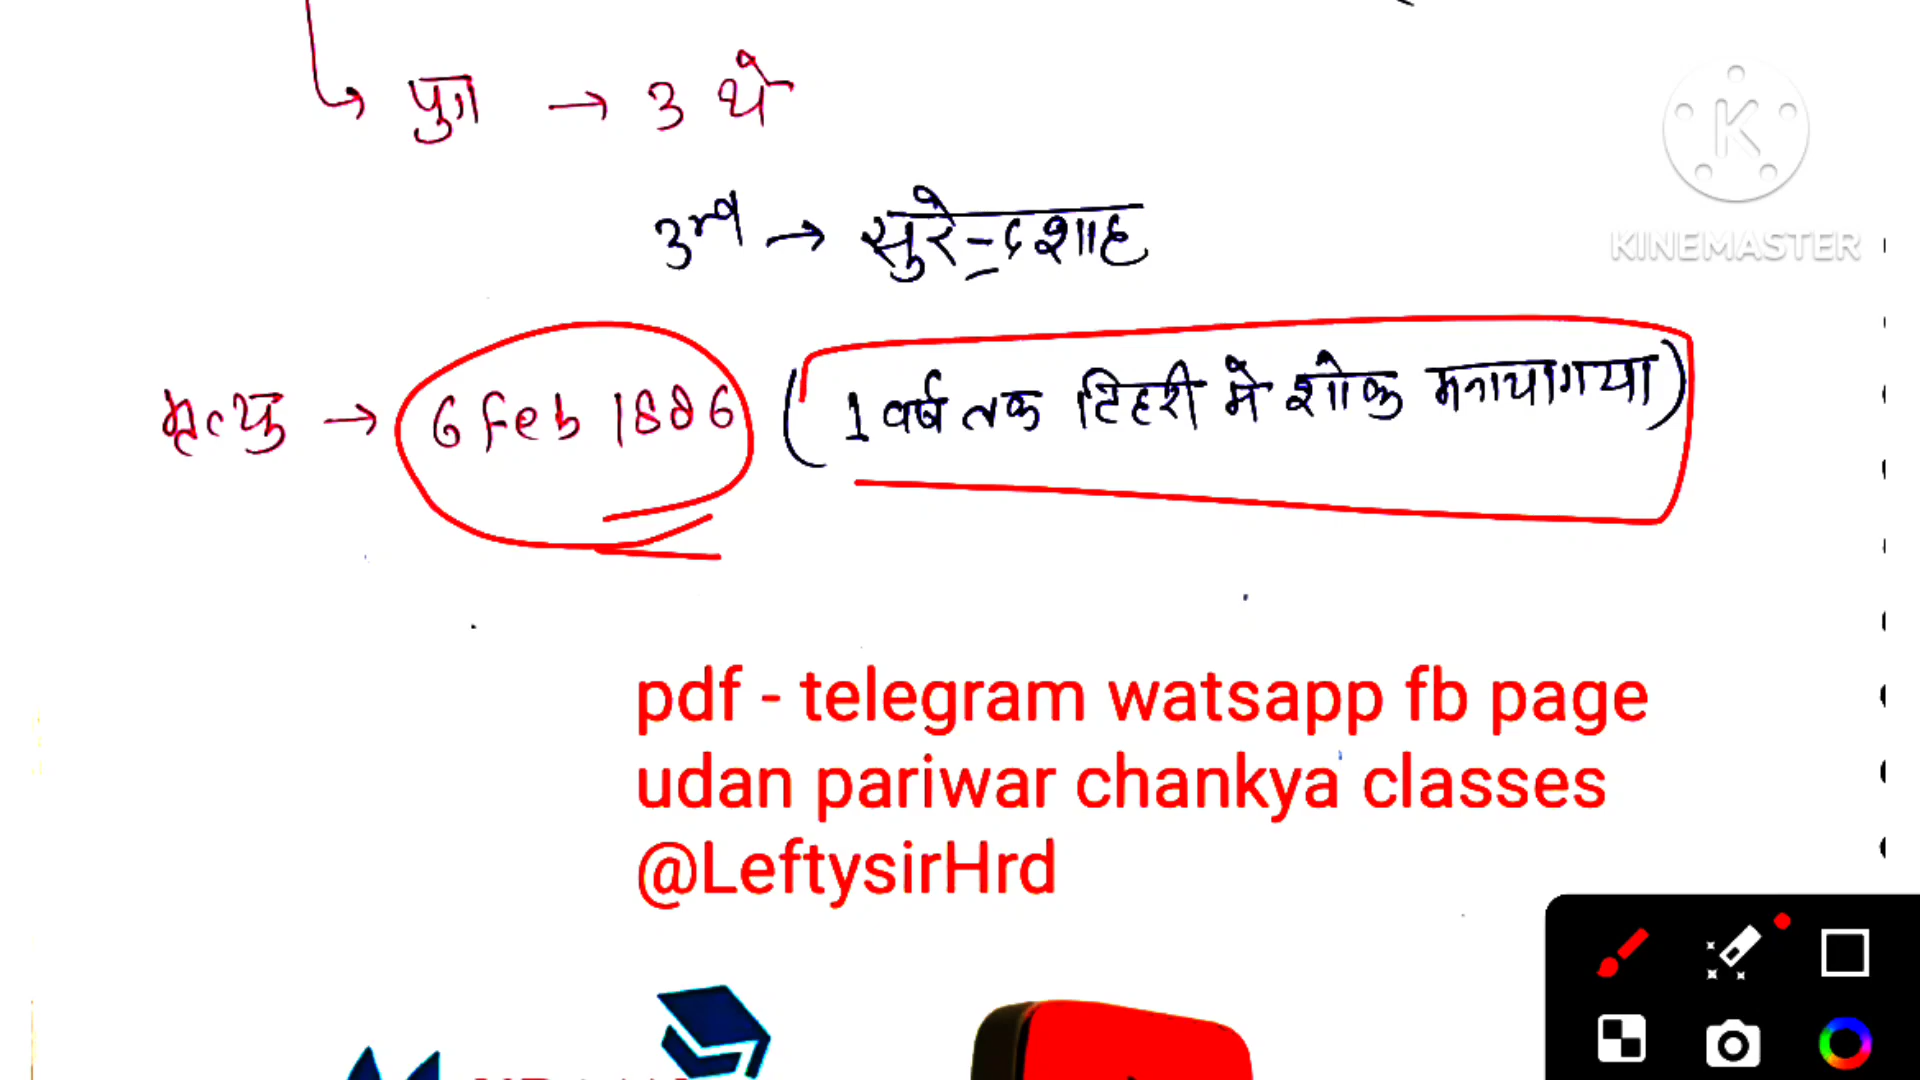 पुत्र → 3 थे
3rd → सुरेन्द्रशाह
KINEMASTER
मृत्यु → 6 Feb 1886 (1 वर्ष तक टिहरी मे शोक मनाया गया)
pdf - telegram watsapp fb page
udan pariwar chankya classes
@LeftysirHrd